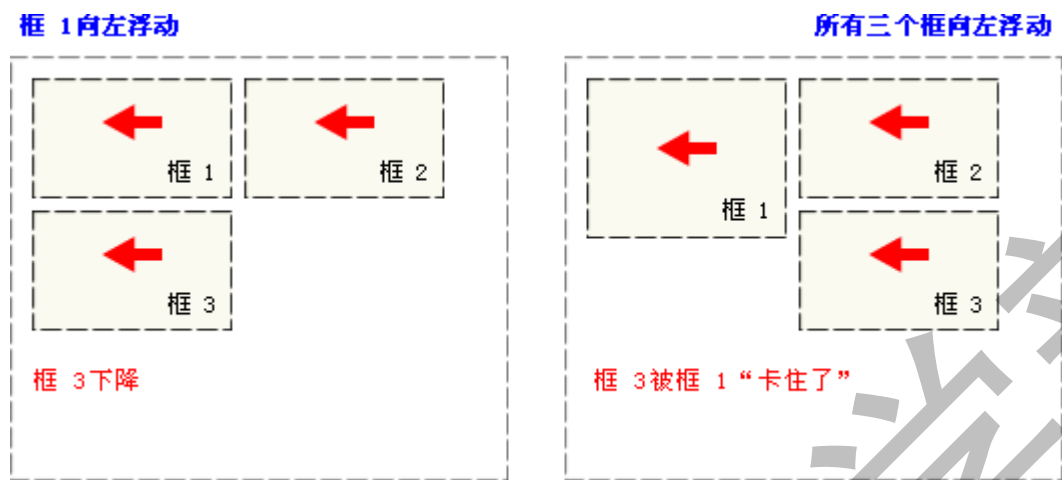 框 1向左浮动
框 1
框 2
框 3
框 3下降
所有三个框向左浮动
框 1
框 2
框 3
框 3被框 1“卡住了”